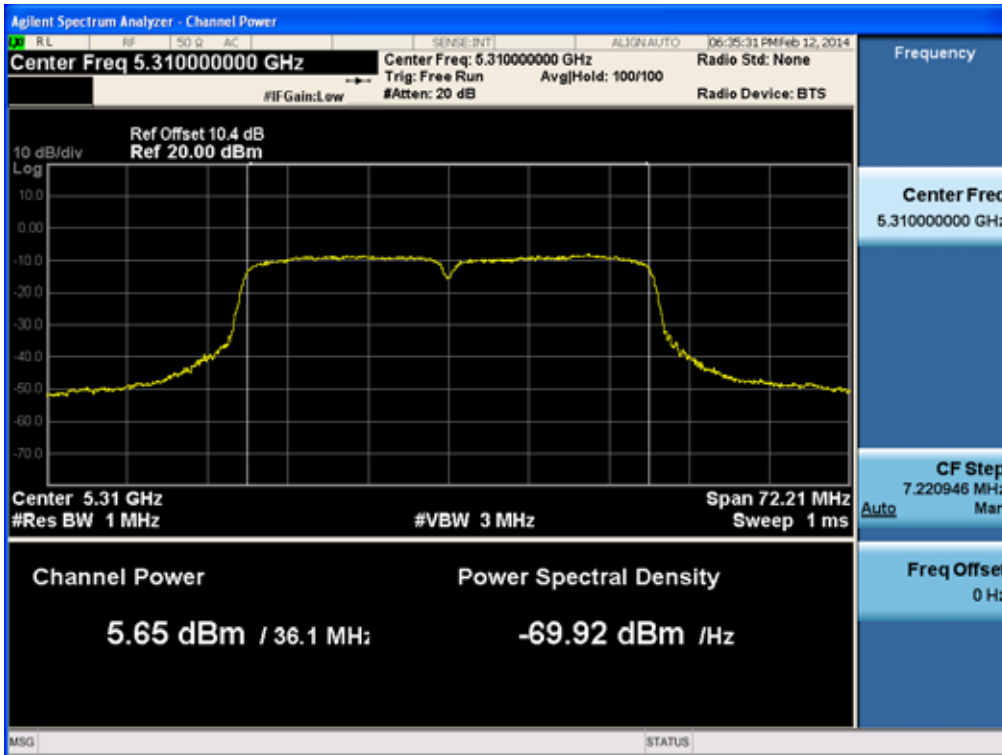 Agilent Spectrum Analyzer - Channel Power
RL RF 50 Ω AC SENSE:INT ALIGN AUTO 06:35:31 PM Feb 12, 2014
Center Freq 5.310000000 GHz
Center Freq: 5.310000000 GHz
Radio Std: None
Trig: Free Run Avg|Hold: 100/100
#IFGain:Low
#Atten: 20 dB
Radio Device: BTS
Ref Offset 10.4 dB
10 dB/div Ref 20.00 dBm
Log
10.0
0.00
-10.0
-20.0
-30.0
-40.0
-50.0
-60.0
-70.0
Center 5.31 GHz Span 72.21 MHz
#Res BW 1 MHz #VBW 3 MHz Sweep 1 ms
Channel Power
Power Spectral Density
5.65 dBm / 36.1 MHz
-69.92 dBm /Hz
MSG STATUS
Frequency
Center Freq
5.310000000 GHz
CF Step
7.220946 MHz
Auto Man
Freq Offset
0 Hz